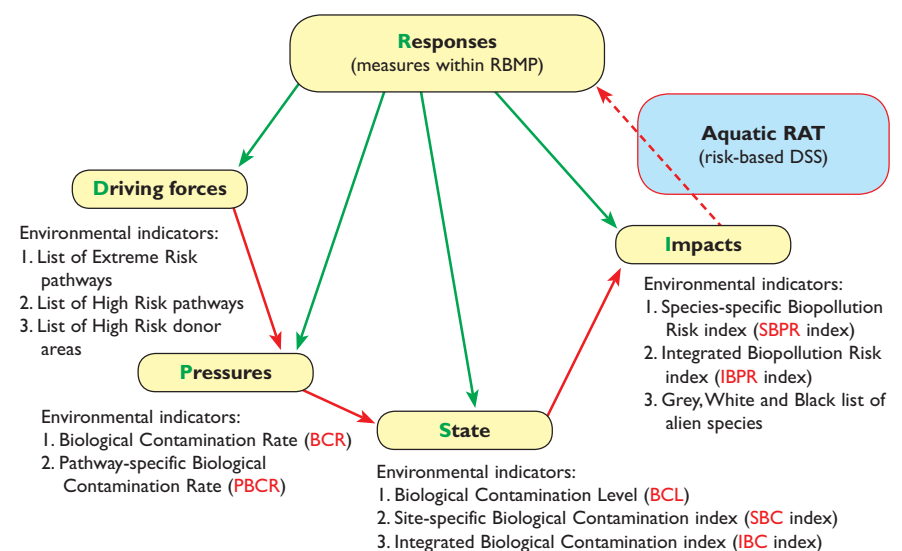 Responses
(measures within RBMP)
Aquatic RAT
(risk-based DSS)
Driving forces
Environmental indicators:
1. List of Extreme Risk
pathways
2. List of High Risk pathways
3. List of High Risk donor
areas
Impacts
Environmental indicators:
1. Species-specific Biopollution
Risk index (SBPR index)
2. Integrated Biopollution Risk
index (IBPR index)
3. Grey, White and Black list of
alien species
Pressures
Environmental indicators:
1. Biological Contamination Rate (BCR)
2. Pathway-specific Biological
Contamination Rate (PBCR)
State
Environmental indicators:
1. Biological Contamination Level (BCL)
2. Site-specific Biological Contamination index (SBC index)
3. Integrated Biological Contamination index (IBC index)